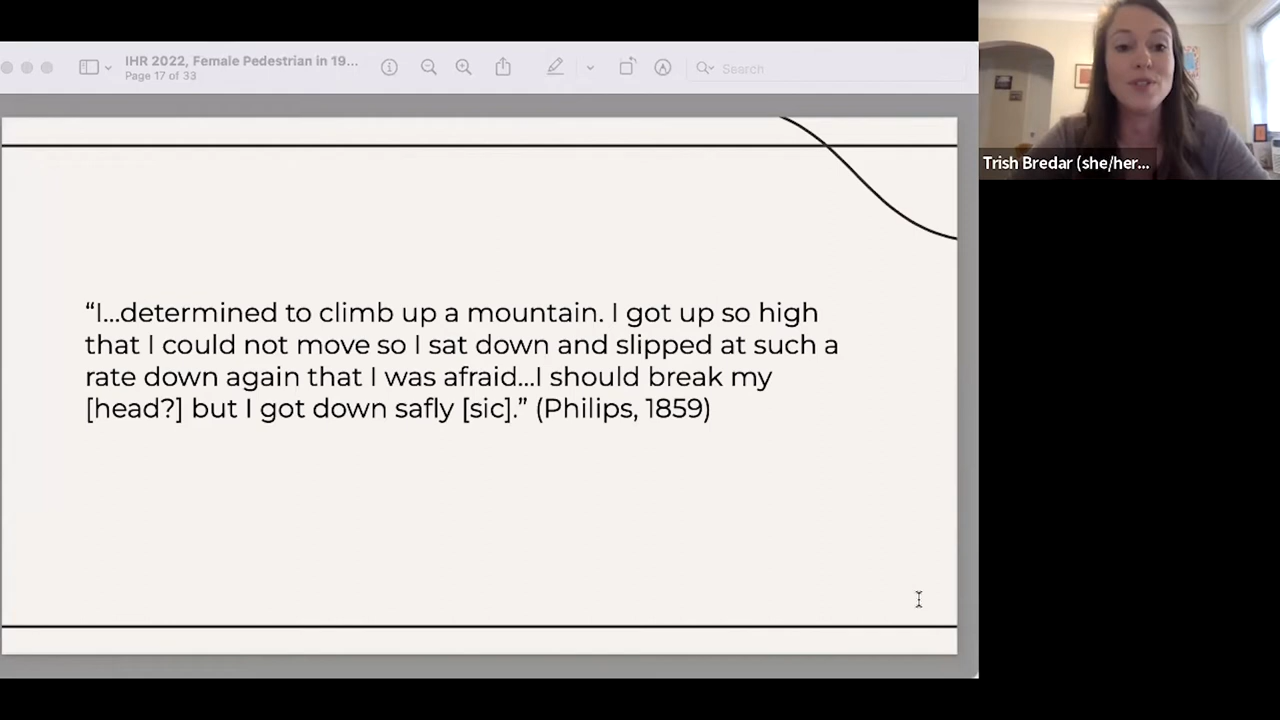 IHR 2022, Female Pedestrian in 19...
Page 17 of 33
Search
Trish Bredar (she/her...
“I...determined to climb up a mountain. I got up so high
that I could not move so I sat down and slipped at such a
rate down again that I was afraid...I should break my
[head?] but I got down safly [sic].” (Philips, 1859)